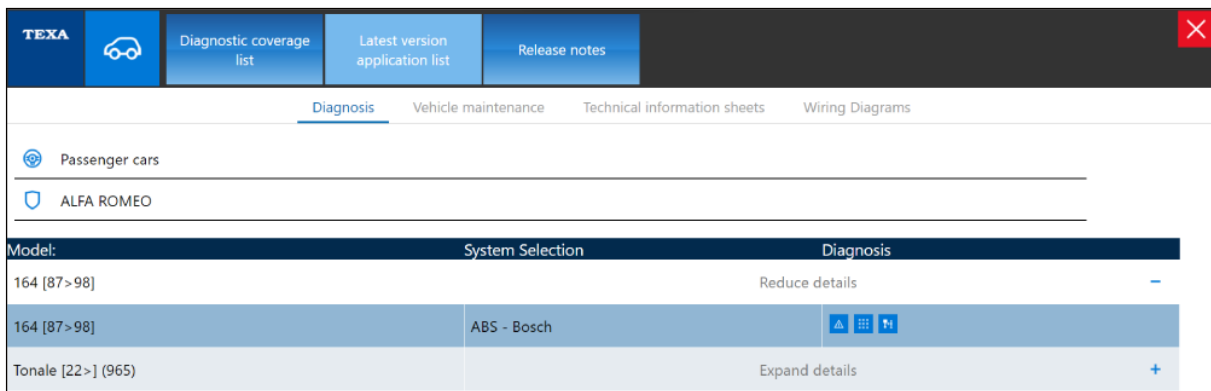 TEXA
Diagnostic coverage
list
Latest version
application list
Release notes
Diagnosis Vehicle maintenance Technical information sheets Wiring Diagrams
Passenger cars
ALFA ROMEO
Model: System Selection Diagnosis
164 [87>98] Reduce details −
164 [87>98] ABS - Bosch
Tonale [22>] (965) Expand details +